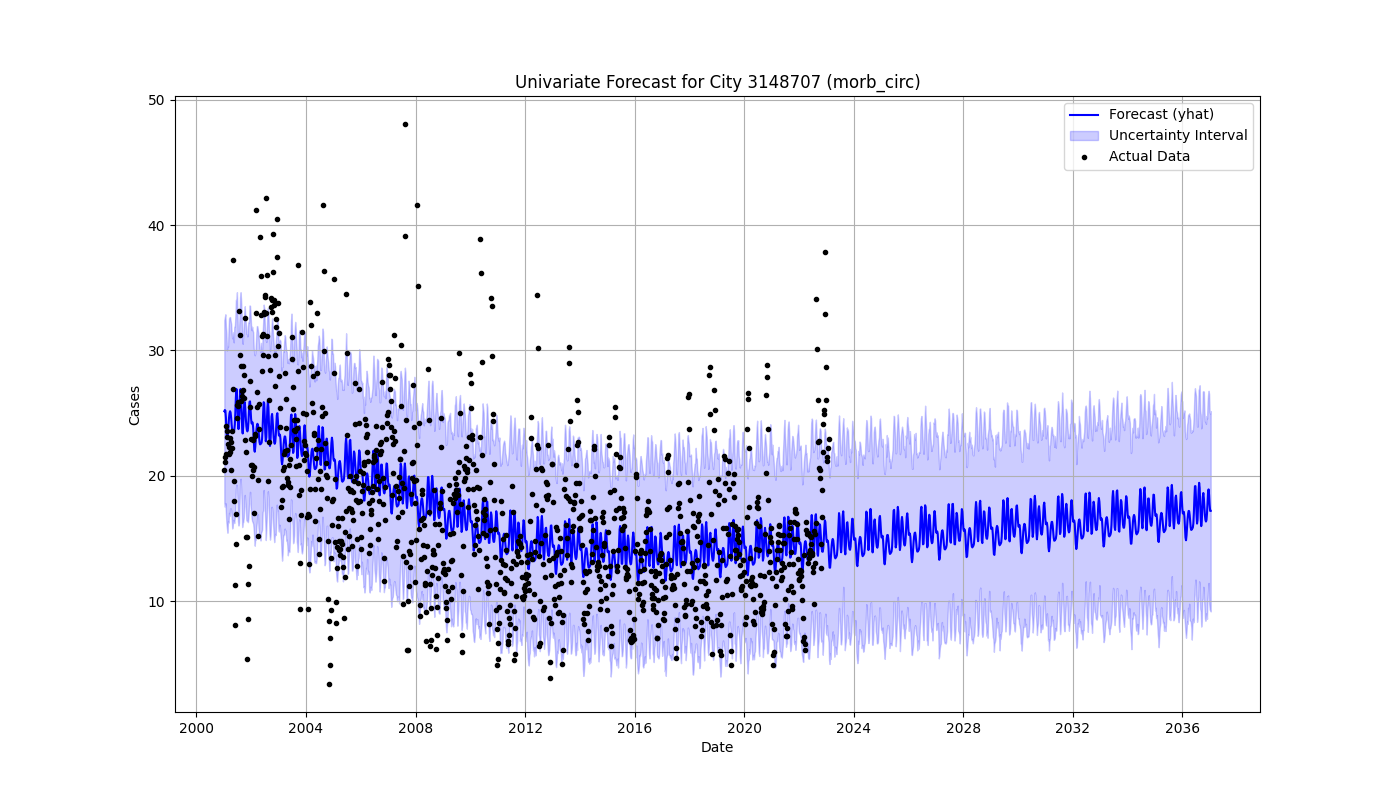 Univariate Forecast for City 3148707 (morb_circ)
Forecast (yhat)
Uncertainty Interval
Actual Data
Cases
50
40
30
20
10
2000 2004 2008 2012 2016 2020 2024 2028 2032 2036
Date